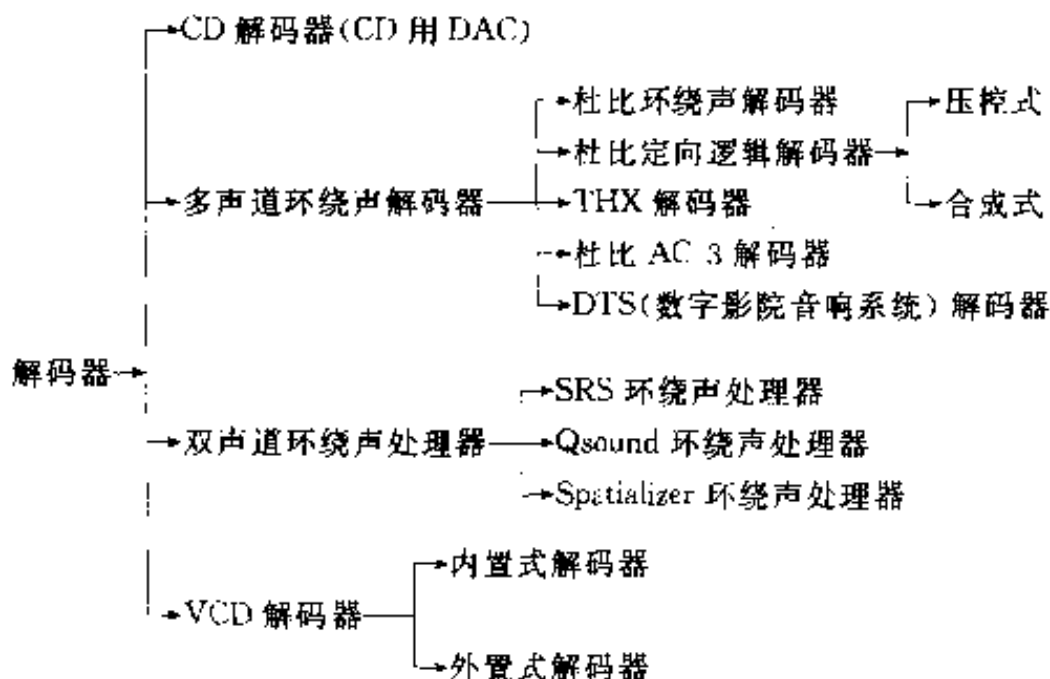 CD 解码器(CD 用 DAC)
杜比环绕声解码器
压控式
杜比定向逻辑解码器
多声道环绕声解码器
THX 解码器
合成式
杜比 AC 3 解码器
DTS(数字影院音响系统) 解码器
解码器
SRS 环绕声处理器
双声道环绕声处理器
Qsound 环绕声处理器
Spatializer 环绕声处理器
内置式解码器
VCD 解码器
外置式解码器